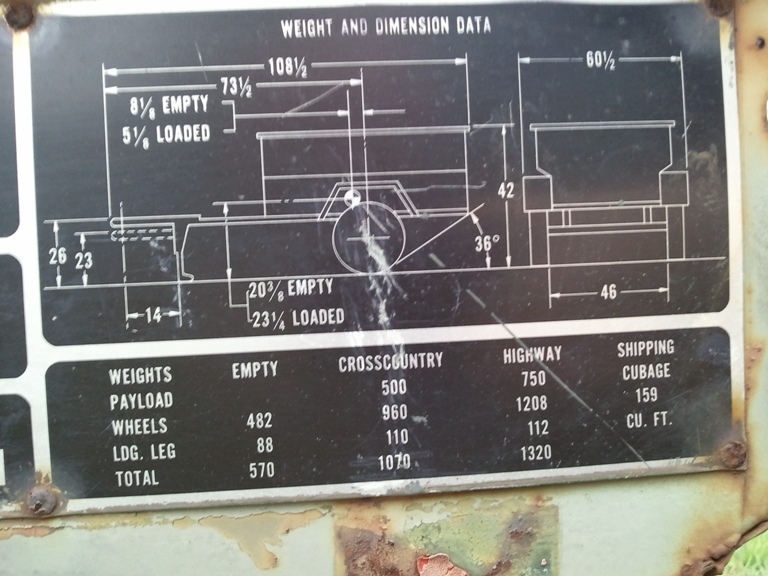 WEIGHT AND DIMENSION DATA
108½
60½
73½
8⅛ EMPTY
5⅛ LOADED
42
26
23
36°
20⅜ EMPTY
14
46
23¼ LOADED
WEIGHTS EMPTY CROSSCOUNTRY HIGHWAY SHIPPING
PAYLOAD 500 750 CUBAGE
WHEELS 482 960 1208 159
LDG. LEG 88 110 112 CU. FT.
TOTAL 570 1070 1320